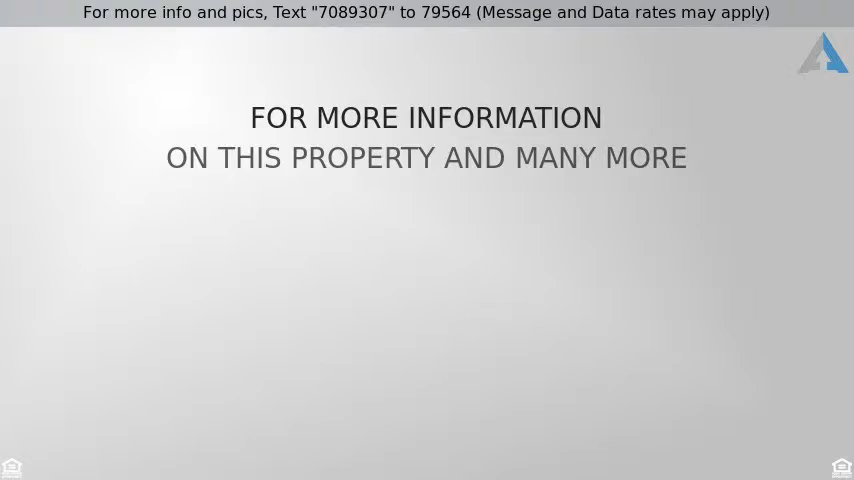 For more info and pics, Text "7089307" to 79564 (Message and Data rates may apply)
FOR MORE INFORMATION
ON THIS PROPERTY AND MANY MORE